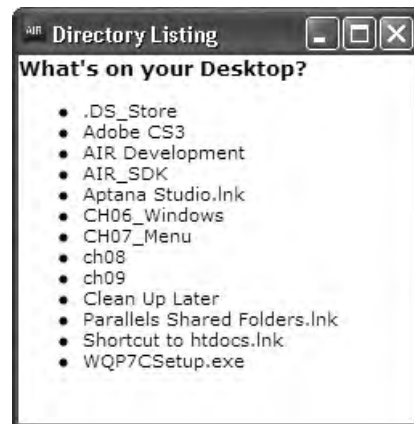 AIR Directory Listing
What's on your Desktop?
.DS_Store
Adobe CS3
AIR Development
AIR_SDK
Aptana Studio.lnk
CH06_Windows
CH07_Menu
ch08
ch09
Clean Up Later
Parallels Shared Folders.lnk
Shortcut to htdocs.lnk
WQP7CSetup.exe